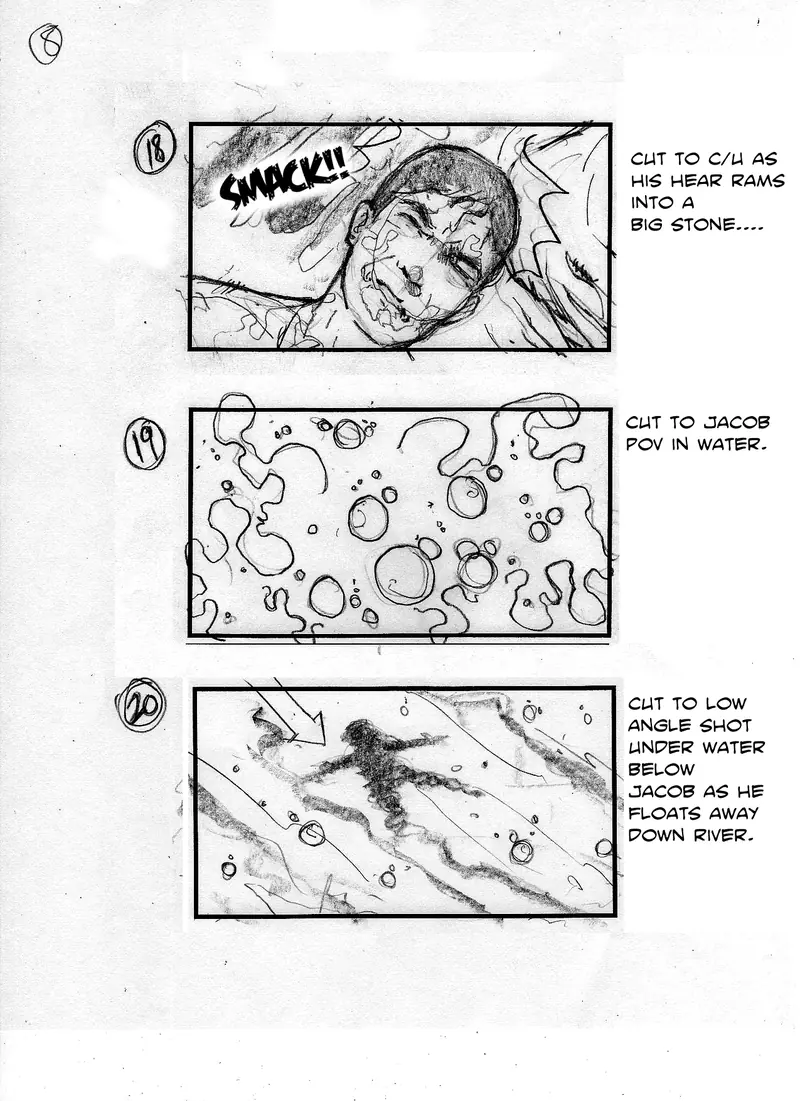 8
18
SMACK!!
CUT TO C/U AS
HIS HEAR RAMS
INTO A
BIG STONE....
19
CUT TO JACOB
POV IN WATER.
20
CUT TO LOW
ANGLE SHOT
UNDER WATER
BELOW
JACOB AS HE
FLOATS AWAY
DOWN RIVER.